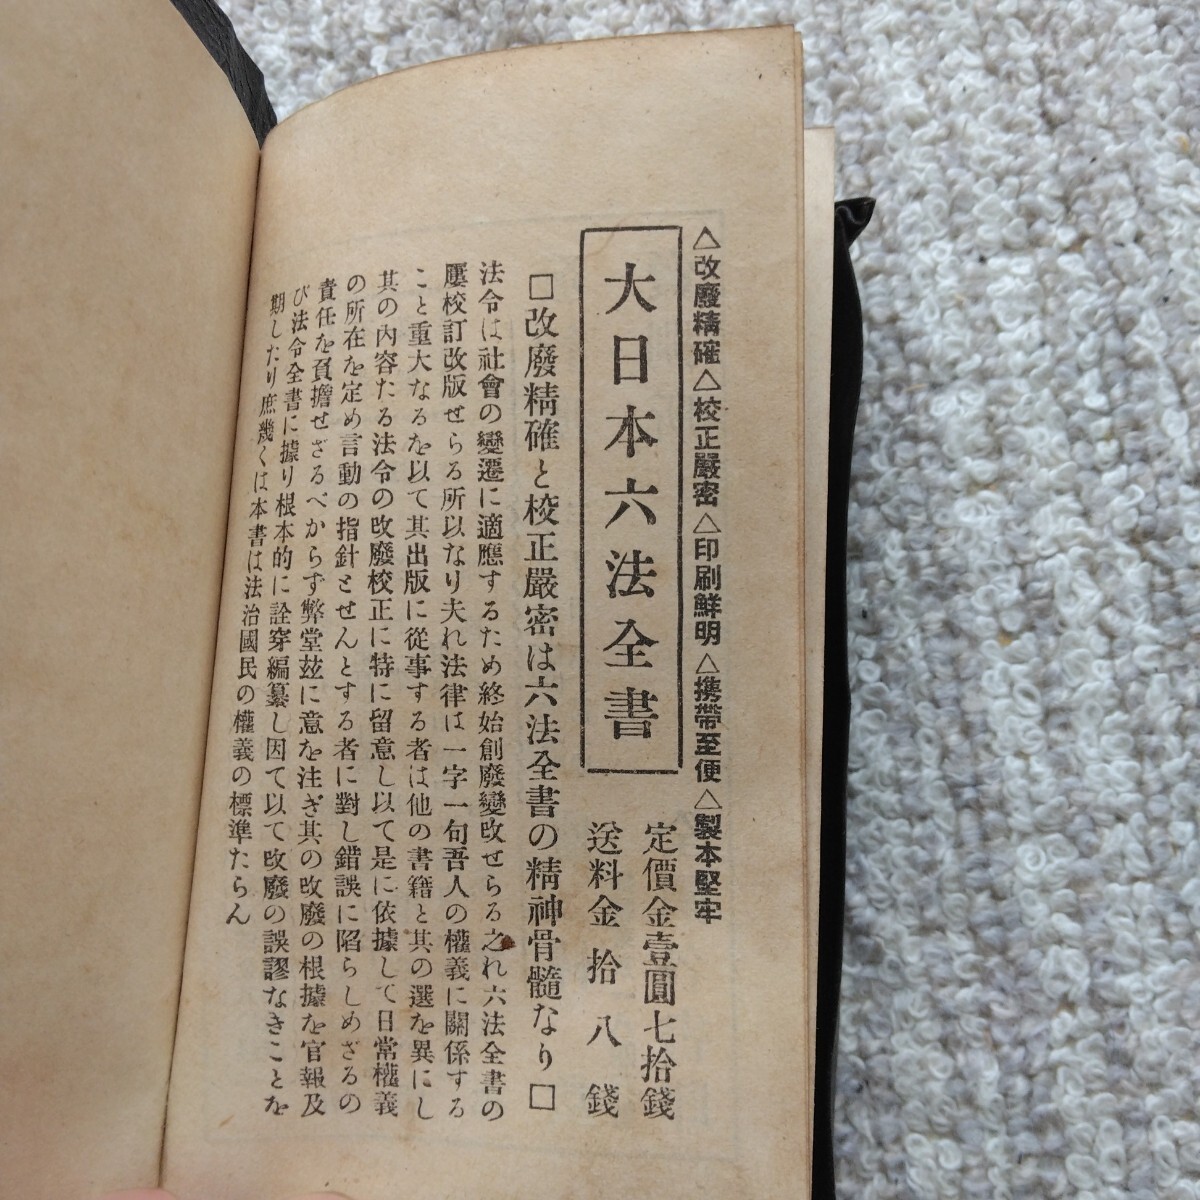 △改廢精確△校正嚴密△印刷鮮明△携帶至便△製本堅牢
大日本六法全書
定價金壹圓七拾錢
送料金拾八錢
□改廢精確と校正嚴密は六法全書の精神骨髓なり□
法令は社會の變遷に適應するため終始創廢變改せらる之れ六法全書の
屢校訂改版せらる所以なり夫れ法律は一字一句吾人の權義に關係する
こと重大なるを以て其出版に從事する者は他の書籍と其の選を異にし
其の內容たる法令の改廢校正に特に留意し以て是に依據して日常權義
の所在を定め言動の指針とせんとする者に對し錯誤に陷らしめざるの
責任を負擔せざるべからず弊堂玆に意を注ぎ其の改廢の根據を官報及
び法令全書に據り根本的に詮穿編纂し因て以て改廢の誤謬なきことを
期したり庶幾くは本書は法治國民の權義の標準たらん